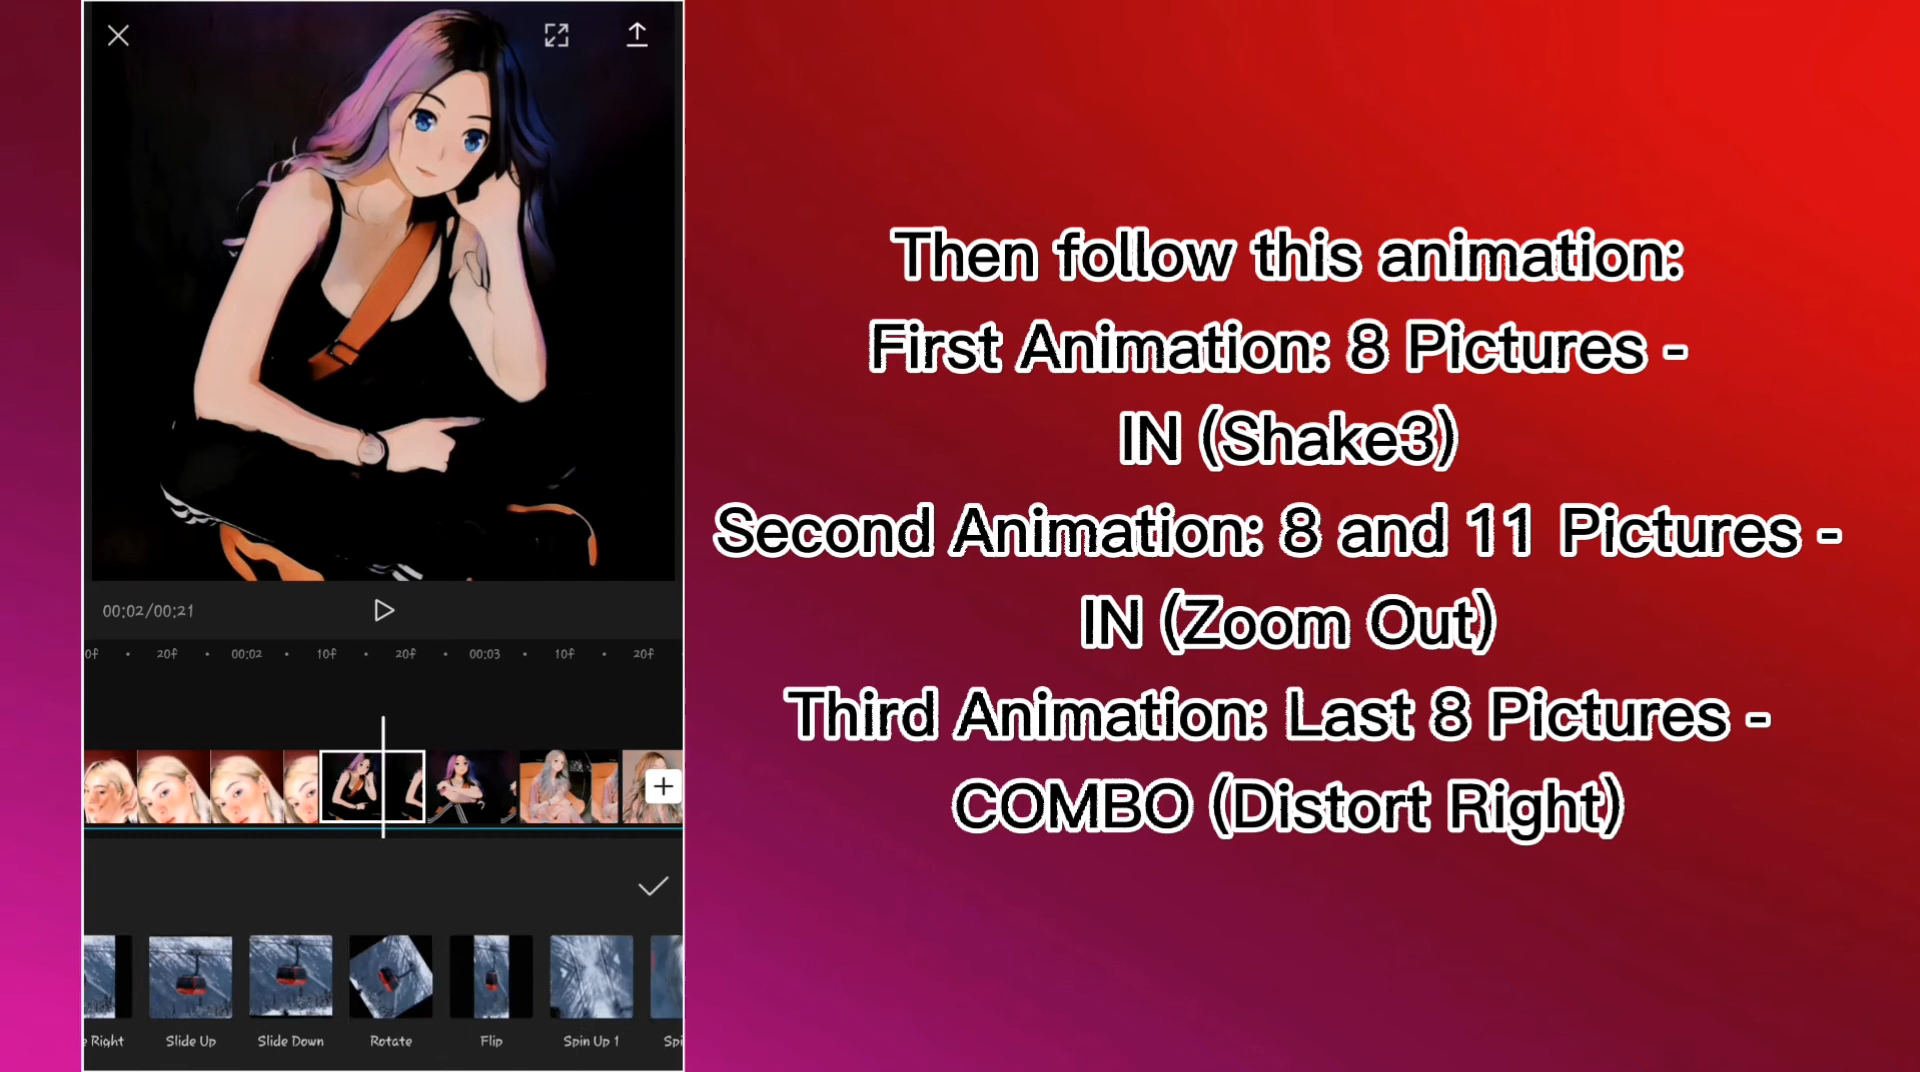 Then follow this animation:
First Animation: 8 Pictures -
IN (Shake3)
Second Animation: 8 and 11 Pictures -
IN (Zoom Out)
Third Animation: Last 8 Pictures -
COMBO (Distort Right)
00:02/00:21
0f 20f 00:02 10f 20f 00:03 10f 20f
Right Slide Up Slide Down Rotate Flip Spin Up 1 Spi